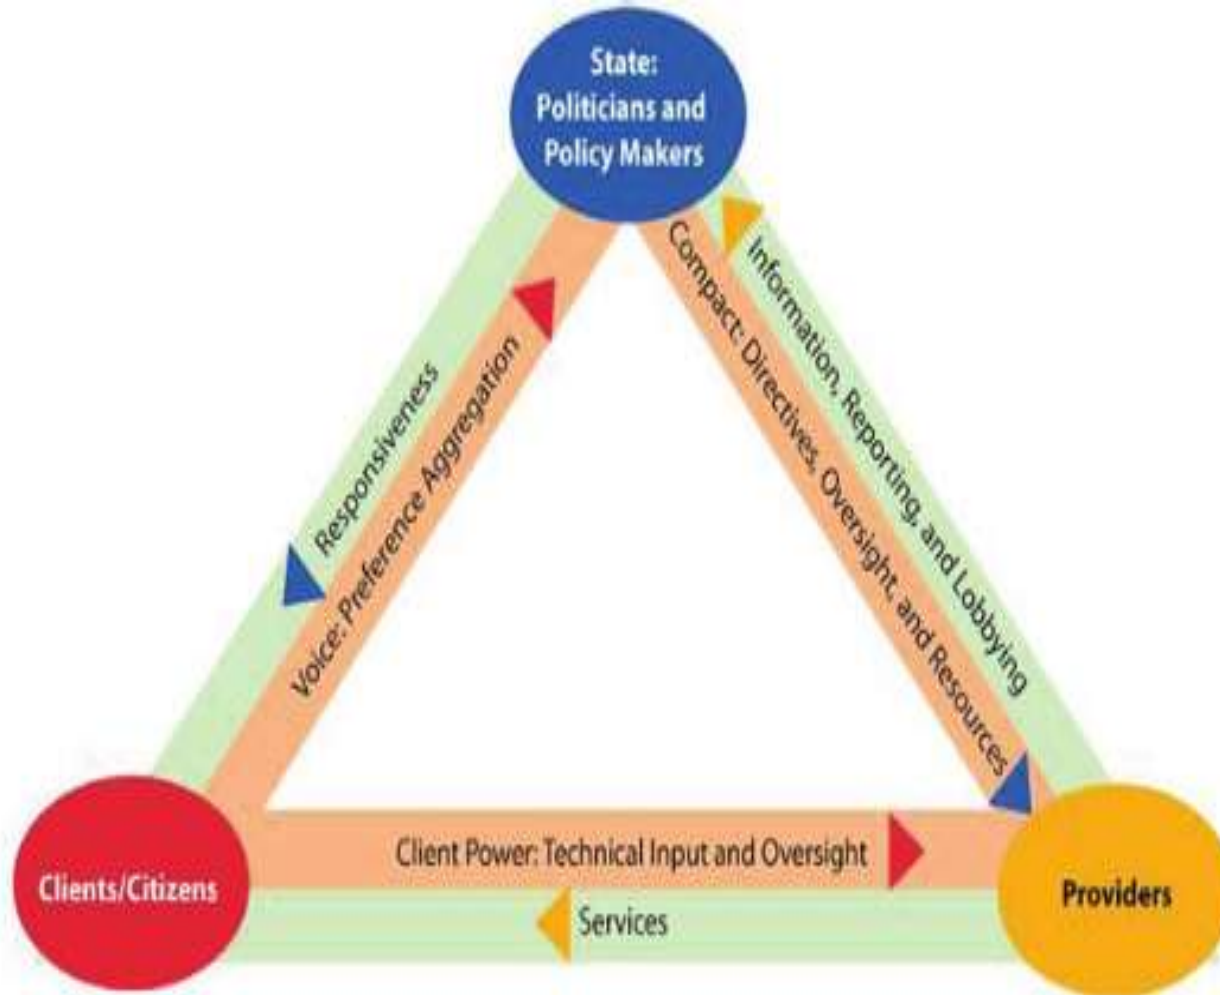 State:
Politicians and
Policy Makers
Responsiveness
Voice: Preference Aggregation
Compact: Directives, Oversight, and Resources
Information, Reporting, and Lobbying
Clients/Citizens
Client Power: Technical Input and Oversight
Services
Providers